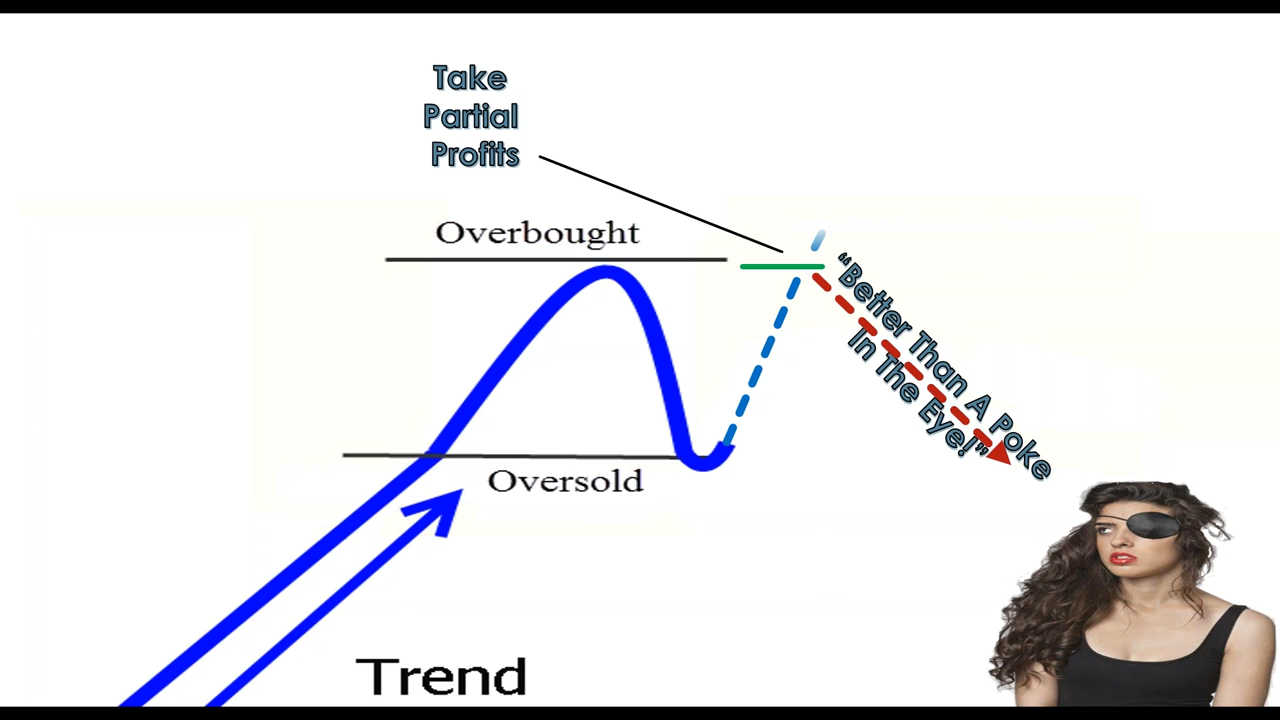 Take
Partial
Profits
Overbought
"Better Than A Poke
In The Eye!"
Oversold
Trend